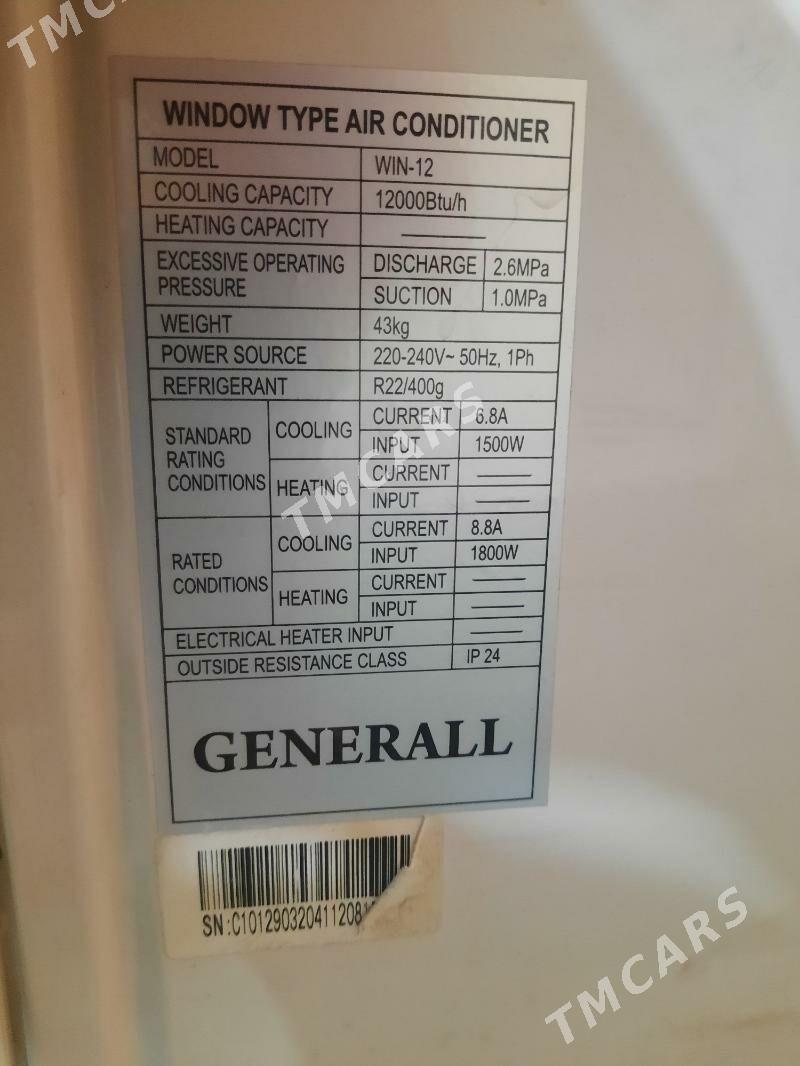 TMCARS
WINDOW TYPE AIR CONDITIONER
MODEL WIN-12
COOLING CAPACITY 12000Btu/h
HEATING CAPACITY ———
EXCESSIVE OPERATING PRESSURE DISCHARGE 2.6MPa
SUCTION 1.0MPa
WEIGHT 43kg
POWER SOURCE 220-240V~ 50Hz, 1Ph
REFRIGERANT R22/400g
STANDARD RATING CONDITIONS COOLING CURRENT 6.8A
INPUT 1500W
HEATING CURRENT ———
INPUT ———
TMCARS
RATED CONDITIONS COOLING CURRENT 8.8A
INPUT 1800W
HEATING CURRENT ———
INPUT ———
ELECTRICAL HEATER INPUT ———
OUTSIDE RESISTANCE CLASS IP 24
GENERALL
SN:C101290320411208
TMCARS